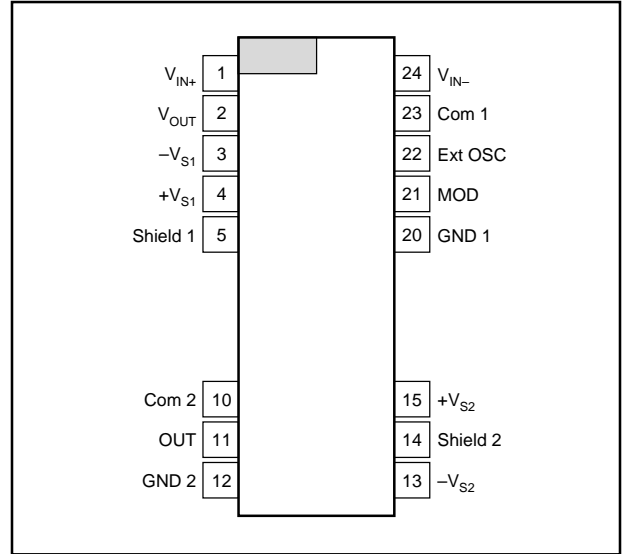 V_IN+ 1 24 V_IN–
V_OUT 2 23 Com 1
–V_S1 3 22 Ext OSC
+V_S1 4 21 MOD
Shield 1 5 20 GND 1
Com 2 10 15 +V_S2
OUT 11 14 Shield 2
GND 2 12 13 –V_S2